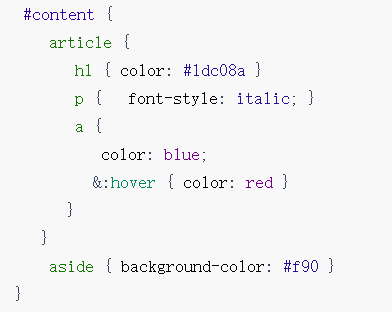 #content {
article {
h1 { color: #1dc08a }
p { font-style: italic; }
a {
color: blue;
&:hover { color: red }
}
}
aside { background-color: #f90 }
}